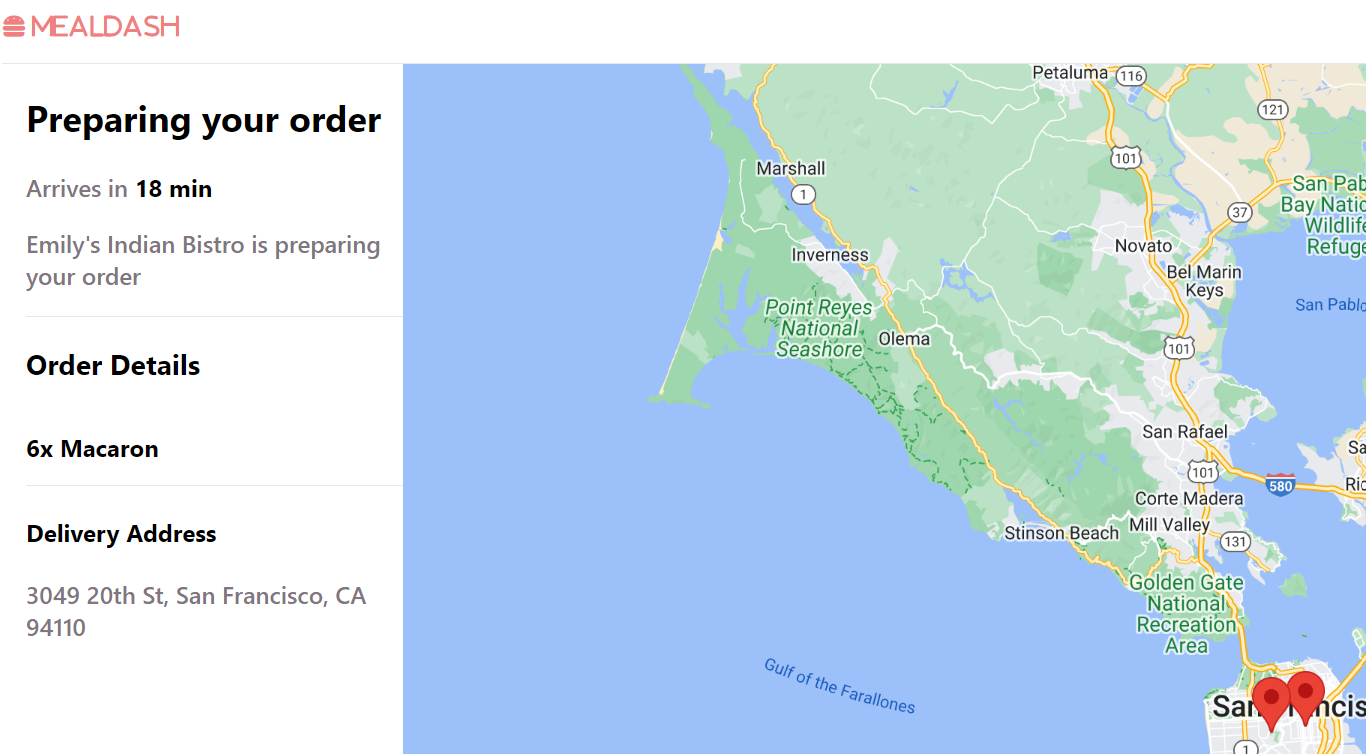 MEALDASH
Preparing your order
Arrives in 18 min
Emily's Indian Bistro is preparing
your order
Order Details
6x Macaron
Delivery Address
3049 20th St, San Francisco, CA
94110
Petaluma
116
121
Marshall
101
1
San Pab
Bay Natio
Wildlife
Refuge
37
Novato
Inverness
Bel Marin
Keys
San Pablo
Point Reyes
National
Seashore
Olema
101
San Rafael
Sa
101
580
Ric
Corte Madera
Mill Valley
Stinson Beach
131
Golden Gate
National
Recreation
Area
Gulf of the Farallones
San
ncis
1